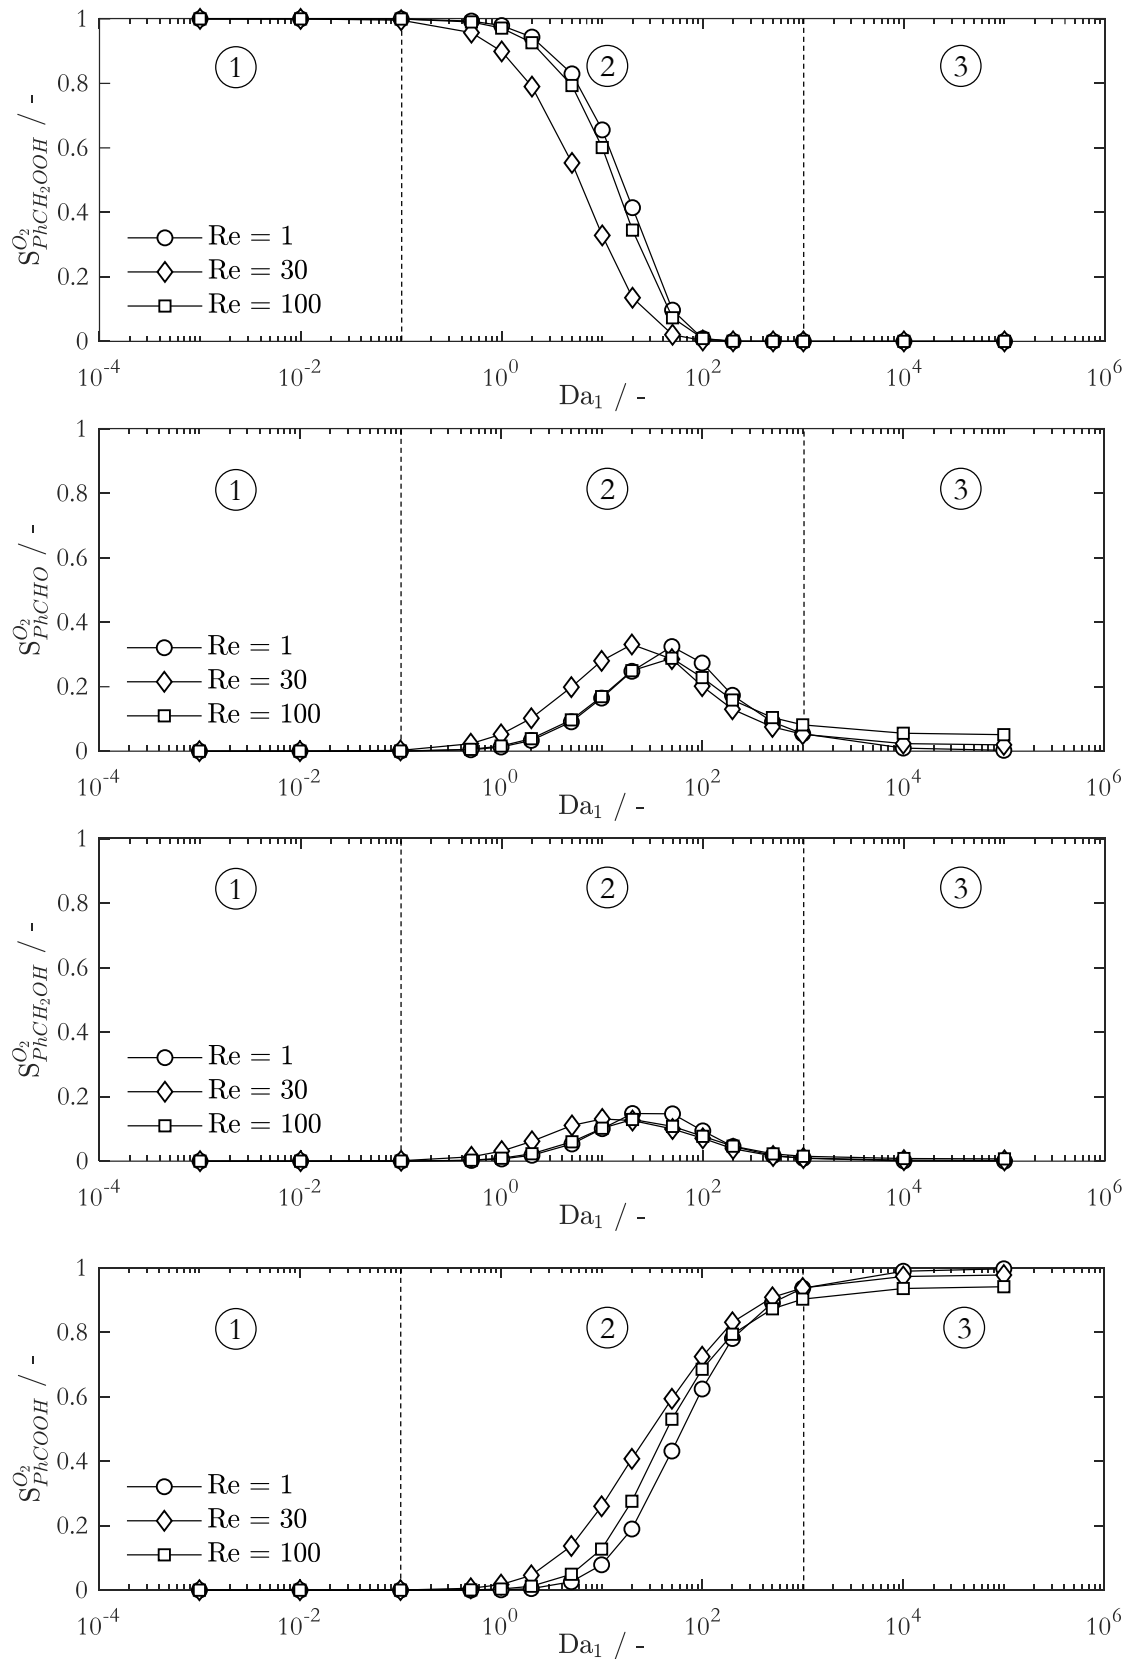 1
0.8
0.6
0.4
0.2
0
S^{O_2}_{PhCH_2OOH} / -
① ② ③
Re = 1
Re = 30
Re = 100
10^{-4} 10^{-2} 10^{0} 10^{2} 10^{4} 10^{6}
Da_1 / -
1
0.8
0.6
0.4
0.2
0
S^{O_2}_{PhCHO} / -
① ② ③
Re = 1
Re = 30
Re = 100
10^{-4} 10^{-2} 10^{0} 10^{2} 10^{4} 10^{6}
Da_1 / -
1
0.8
0.6
0.4
0.2
0
S^{O_2}_{PhCH_2OH} / -
① ② ③
Re = 1
Re = 30
Re = 100
10^{-4} 10^{-2} 10^{0} 10^{2} 10^{4} 10^{6}
Da_1 / -
1
0.8
0.6
0.4
0.2
0
S^{O_2}_{PhCOOH} / -
① ② ③
Re = 1
Re = 30
Re = 100
10^{-4} 10^{-2} 10^{0} 10^{2} 10^{4} 10^{6}
Da_1 / -